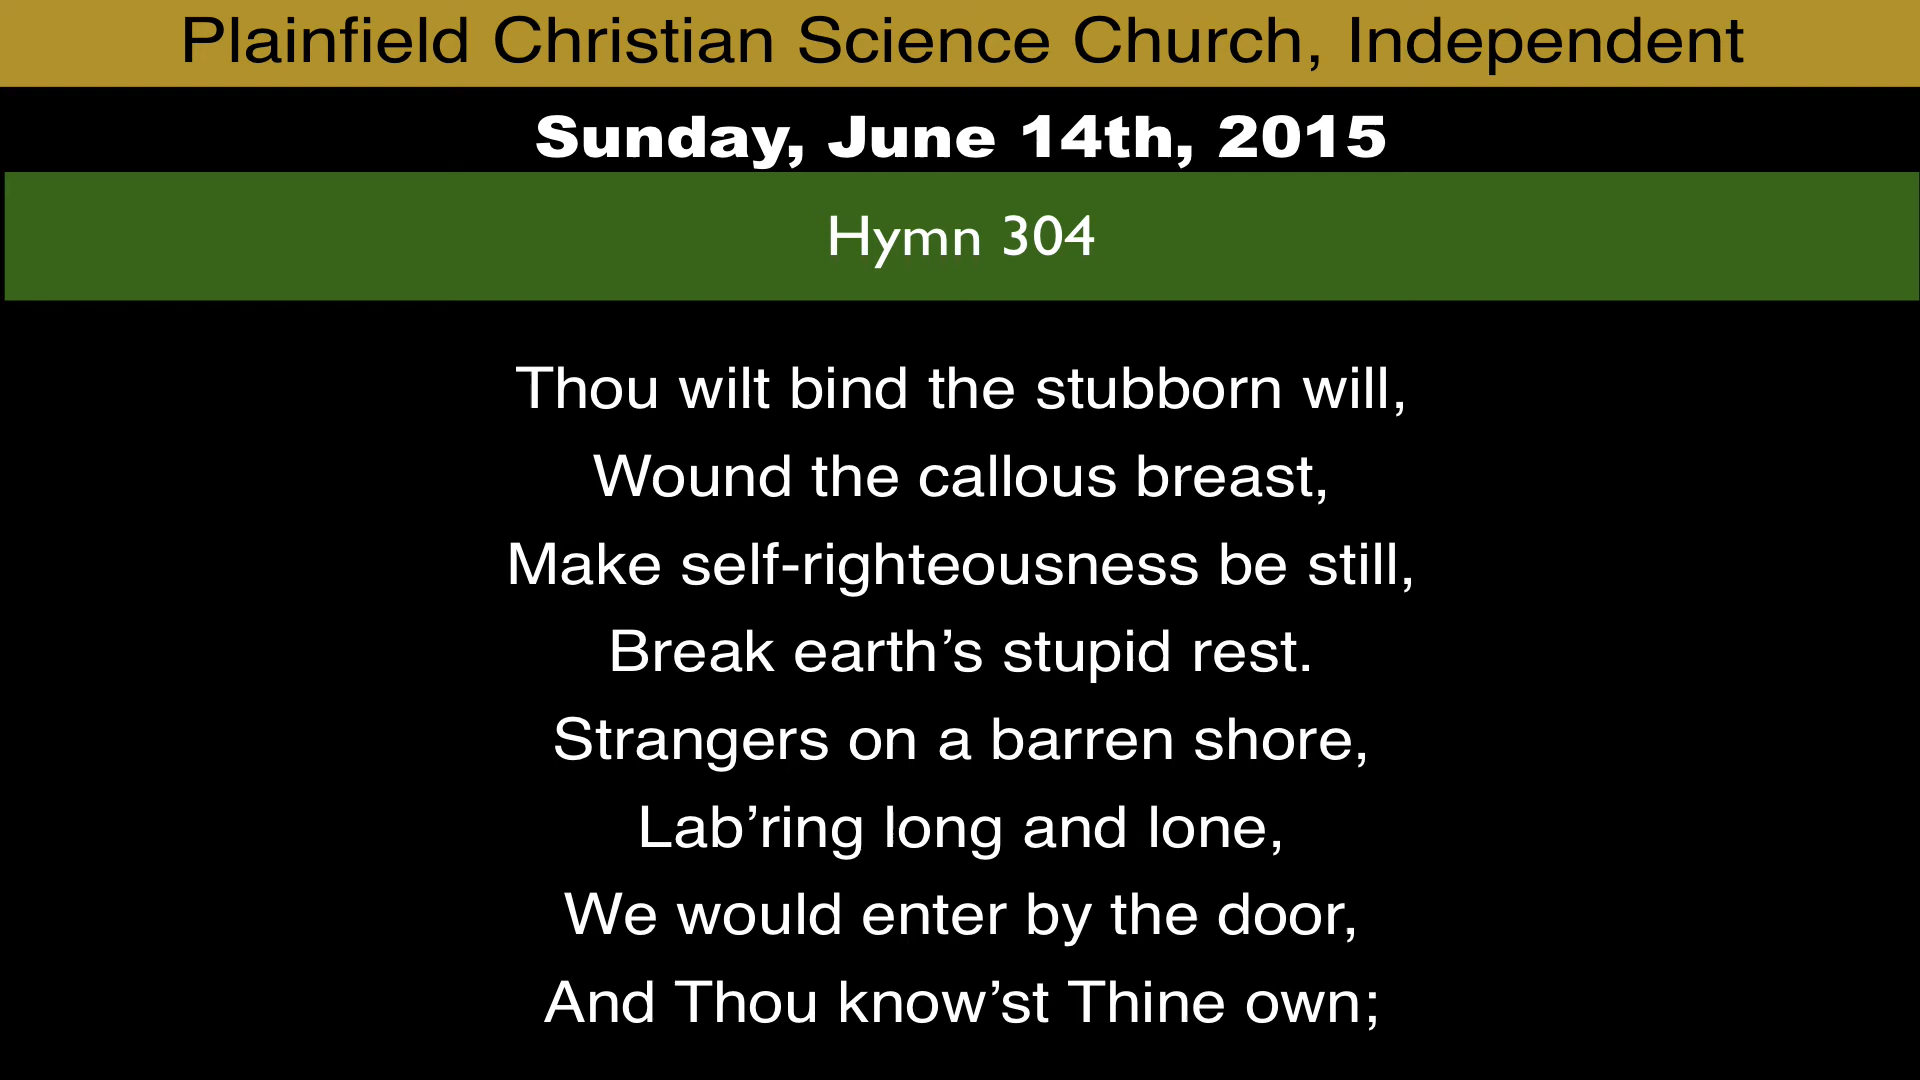 Plainfield Christian Science Church, Independent
Sunday, June 14th, 2015
Hymn 304
Thou wilt bind the stubborn will,
Wound the callous breast,
Make self-righteousness be still,
Break earth’s stupid rest.
Strangers on a barren shore,
Lab’ring long and lone,
We would enter by the door,
And Thou know’st Thine own;